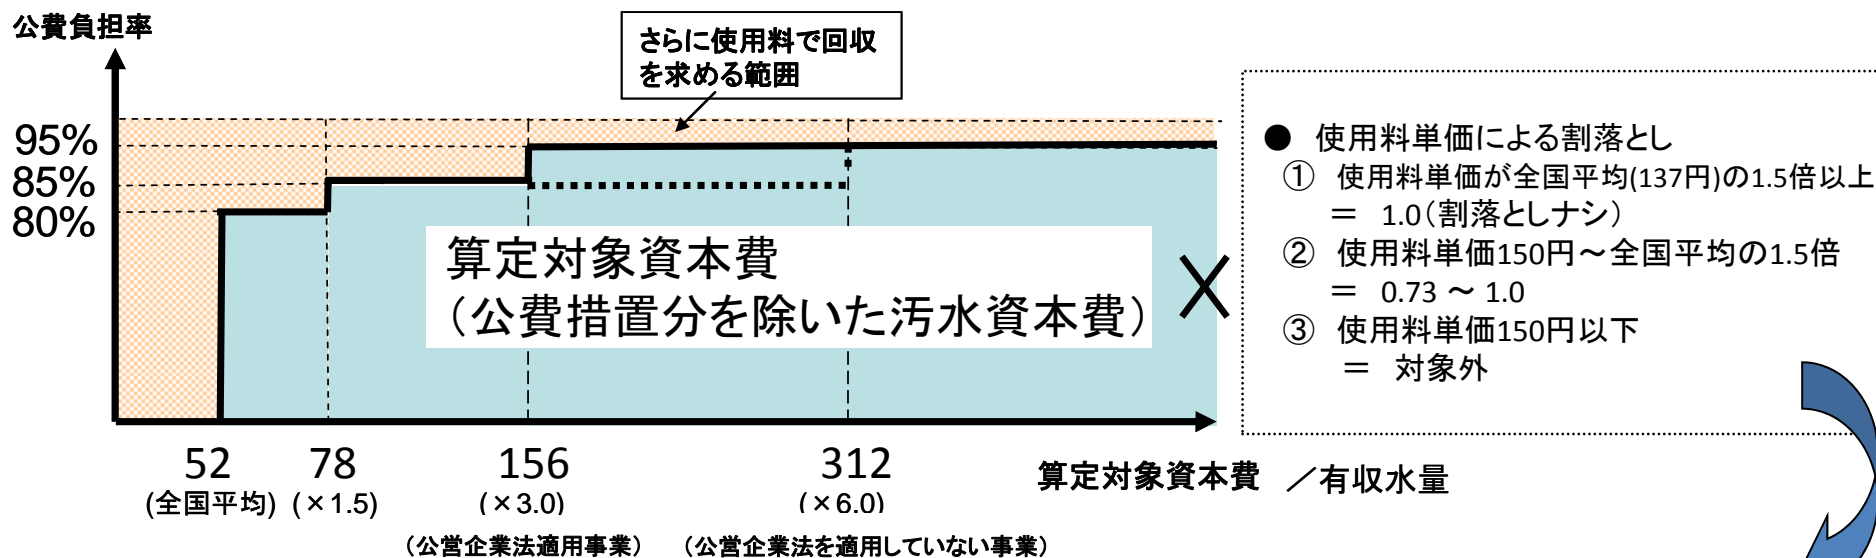 公費負担率
さらに使用料で回収
を求める範囲
95%
85%
80%
算定対象資本費
（公費措置分を除いた汚水資本費）
×
● 使用料単価による割落とし
① 使用料単価が全国平均(137円)の1.5倍以上
＝ 1.0（割落としナシ）
② 使用料単価150円～全国平均の1.5倍
＝ 0.73 ～ 1.0
③ 使用料単価150円以下
＝ 対象外
52 78 156 312
(全国平均) (×1.5) (×3.0) (×6.0)
算定対象資本費 ／有収水量
（公営企業法適用事業） （公営企業法を適用していない事業）